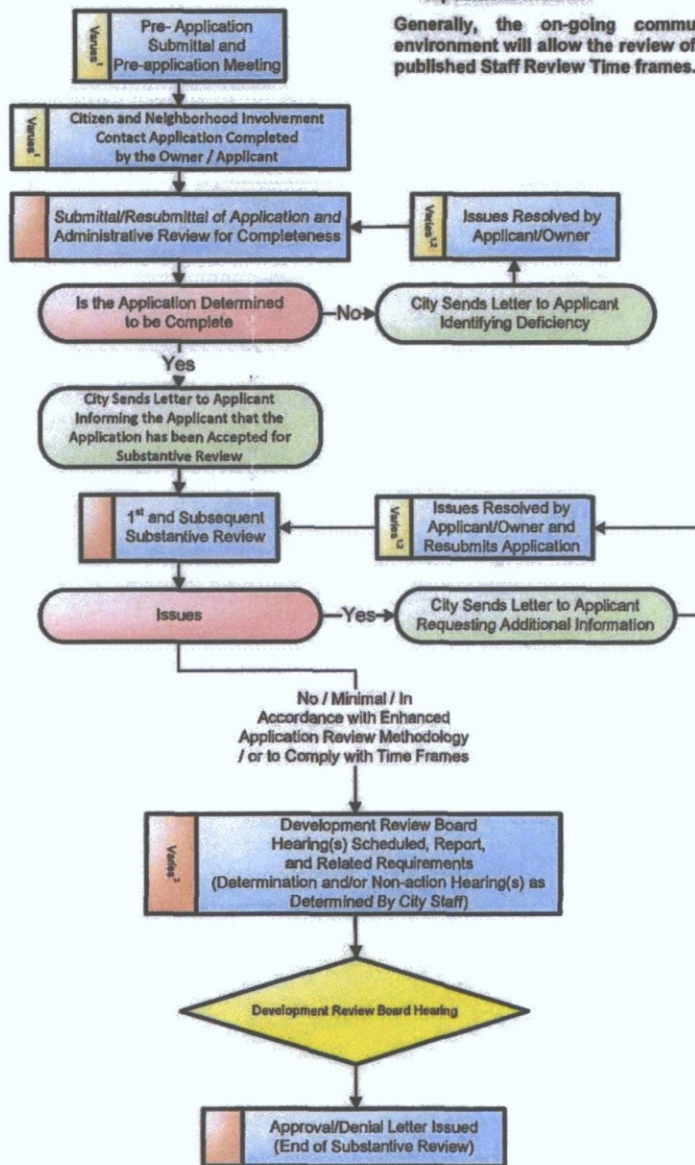 Generally, the on-going commu
environment will allow the review of
published Staff Review Time frames.
Varues¹
Pre- Application
Submittal and
Pre-application Meeting
Varues¹
Citizen and Neighborhood Involvement
Contact Application Completed
by the Owner / Applicant
Submittal/Resubmittal of Application and
Administrative Review for Completeness
Varies¹,²
Issues Resolved by
Applicant/Owner
Is the Application Determined
to be Complete
No
City Sends Letter to Applicant
Identifying Deficiency
Yes
City Sends Letter to Applicant
Informing the Applicant that the
Application has been Accepted for
Substantive Review
1st and Subsequent
Substantive Review
Varies¹,²
Issues Resolved by
Applicant/Owner and
Resubmits Application
Issues
Yes
City Sends Letter to Applicant
Requesting Additional Information
No / Minimal / In
Accordance with Enhanced
Application Review Methodology
/ or to Comply with Time Frames
Varies³
Development Review Board
Hearing(s) Scheduled, Report,
and Related Requirements
(Determination and/or Non-action Hearing(s) as
Determined By City Staff)
Development Review Board Hearing
Approval/Denial Letter Issued
(End of Substantive Review)